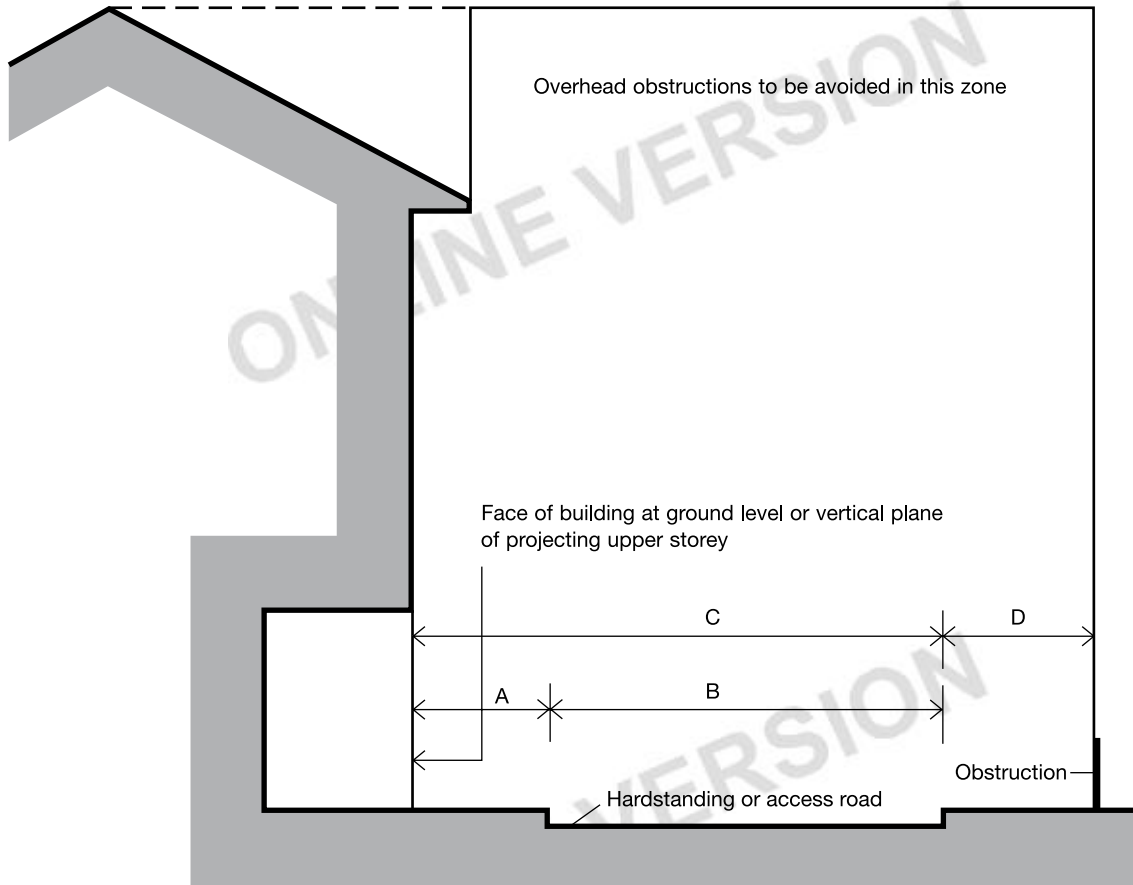 Overhead obstructions to be avoided in this zone
ONLINE VERSION
Face of building at ground level or vertical plane
of projecting upper storey
C
D
A
B
Obstruction
Hardstanding or access road
VERSION